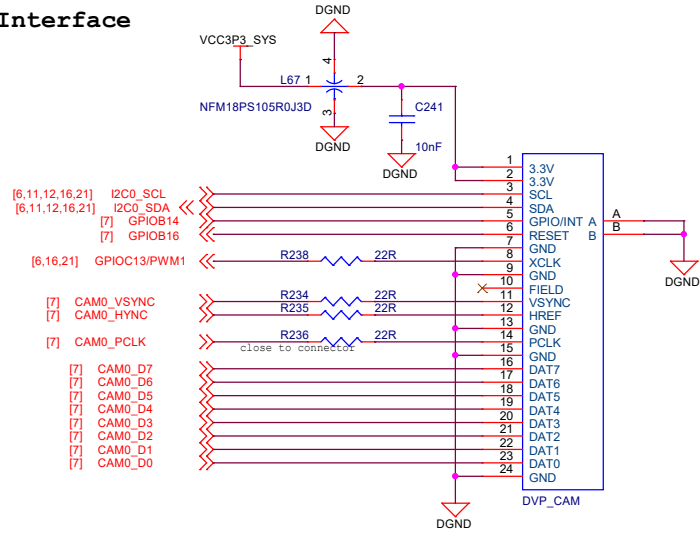 Interface
DGND
VCC3P3_SYS
4
L67 1 2
NFM18PS105R0J3D
C241
3
DGND
10nF
DGND
1 3.3V
2 3.3V
[6,11,12,16,21] I2C0_SCL 3 SCL
[6,11,12,16,21] I2C0_SDA 4 SDA
[7] GPIOB14 5 GPIO/INT A A
[7] GPIOB16 6 RESET B B
7 GND
[6,16,21] GPIOC13/PWM1 R238 22R 8 XCLK
9 GND
DGND
10 FIELD
[7] CAM0_VSYNC R234 22R 11 VSYNC
[7] CAM0_HYNC R235 22R 12 HREF
13 GND
[7] CAM0_PCLK R236 22R 14 PCLK
close to connector
15 GND
[7] CAM0_D7 16 DAT7
[7] CAM0_D6 17 DAT6
[7] CAM0_D5 18 DAT5
[7] CAM0_D4 19 DAT4
[7] CAM0_D3 20 DAT3
[7] CAM0_D2 21 DAT2
[7] CAM0_D1 22 DAT1
[7] CAM0_D0 23 DAT0
24 GND
DVP_CAM
DGND